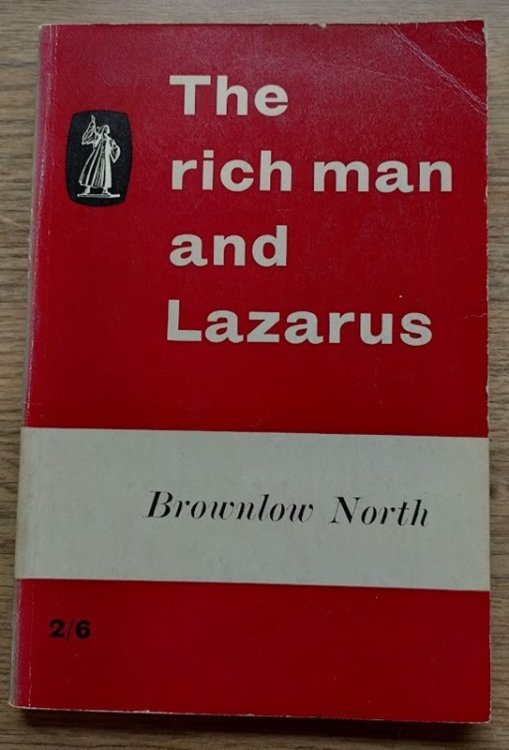 The
rich man
and
Lazarus
Brownlow North
2/6